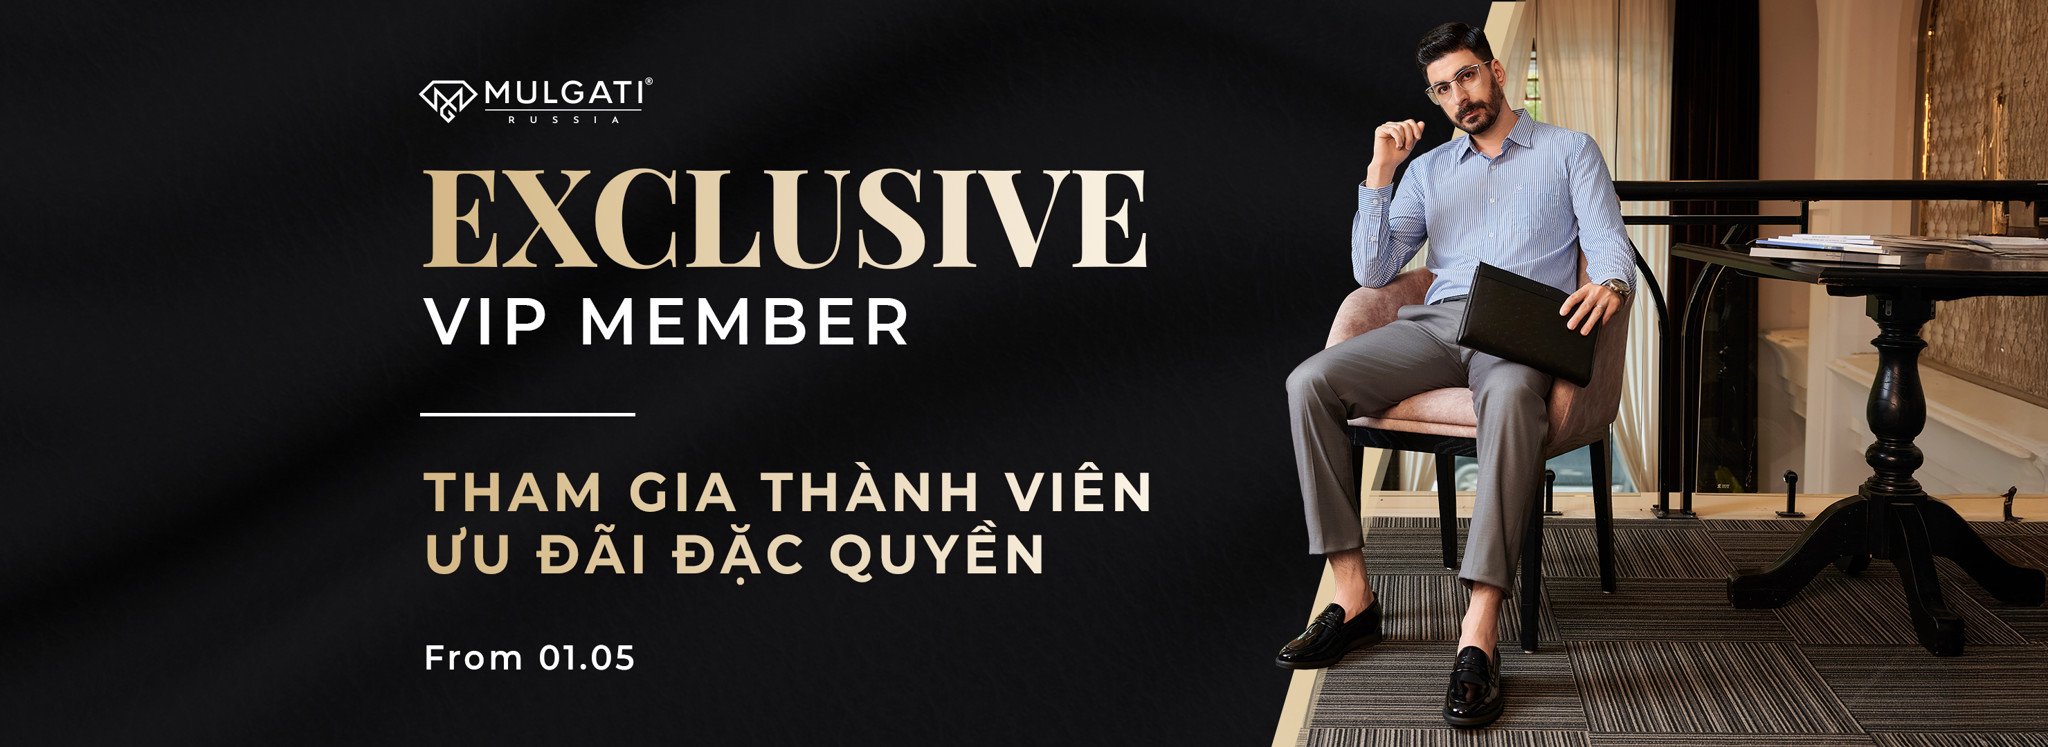 MULGATI®
RUSSIA
EXCLUSIVE
VIP MEMBER
THAM GIA THÀNH VIÊN
ƯU ĐÃI ĐẶC QUYỀN
From 01.05